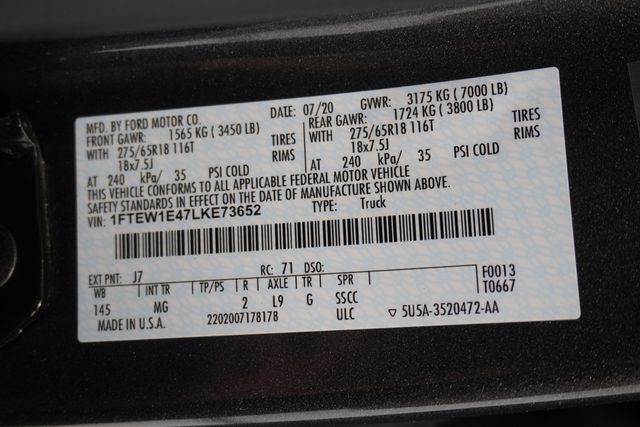 MFD. BY FORD MOTOR CO.
DATE: 07/20 GVWR: 3175 KG ( 7000 LB)
FRONT GAWR: 1565 KG ( 3450 LB) REAR GAWR: 1724 KG ( 3800 LB)
WITH 275/65R18 116T TIRES WITH 275/65R18 116T TIRES
18x7.5J RIMS 18x7.5J RIMS
AT 240 kPa/ 35 PSI COLD AT 240 kPa/ 35 PSI COLD
THIS VEHICLE CONFORMS TO ALL APPLICABLE FEDERAL MOTOR VEHICLE
SAFETY STANDARDS IN EFFECT ON THE DATE OF MANUFACTURE SHOWN ABOVE.
VIN: 1FTEW1E47LKE73652 TYPE: Truck
EXT PNT: J7 RC: 71 DSO: F0013
WB INT TR TP/PS R AXLE TR SPR T0667
145 MG 2 L9 G SSCC
MADE IN U.S.A. 2202007178178 ULC 5U5A-3520472-AA